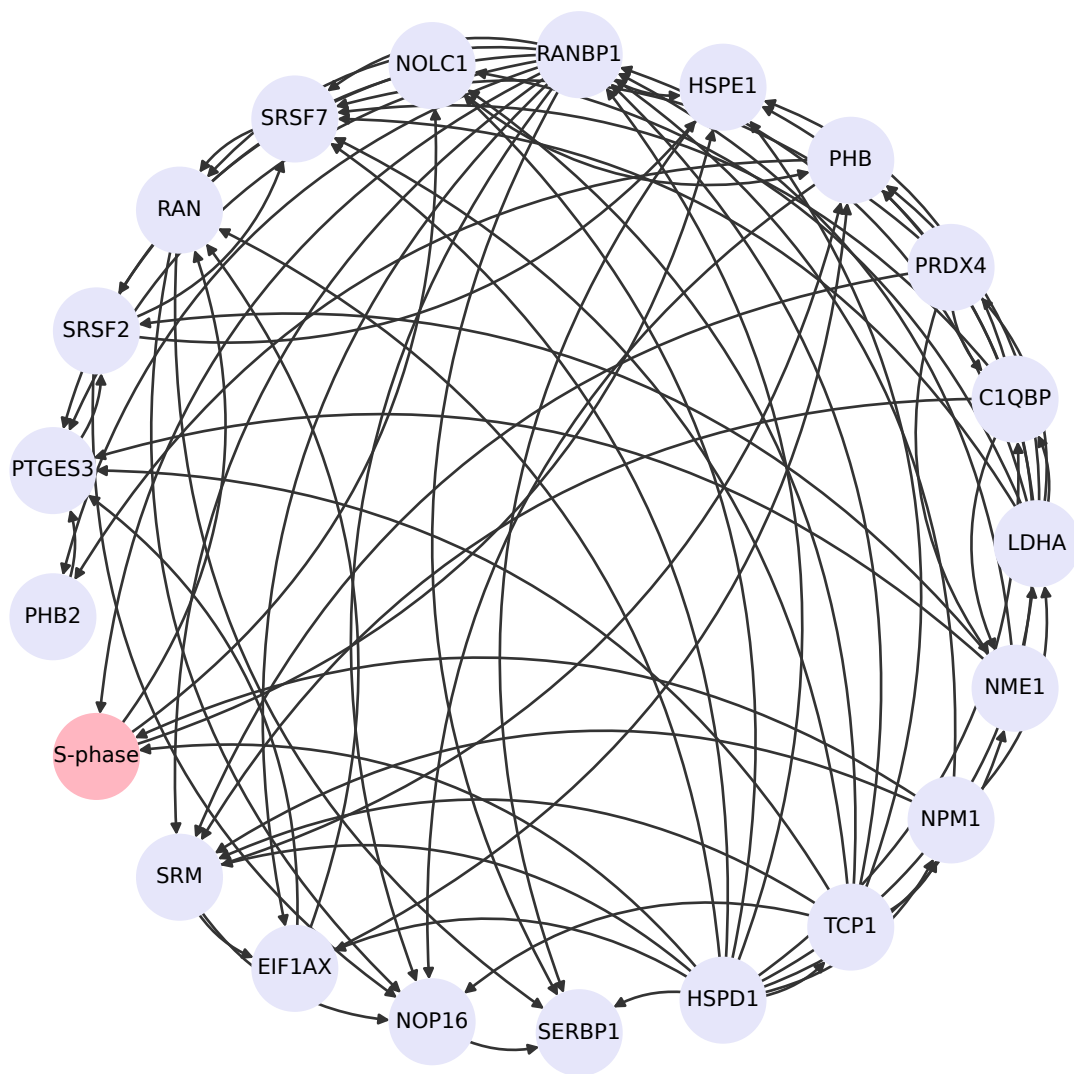 RANBP1
NOLC1
HSPE1
SRSF7
PHB
RAN
PRDX4
SRSF2
C1QBP
PTGES3
LDHA
PHB2
NME1
S-phase
NPM1
SRM
TCP1
EIF1AX
HSPD1
NOP16
SERBP1